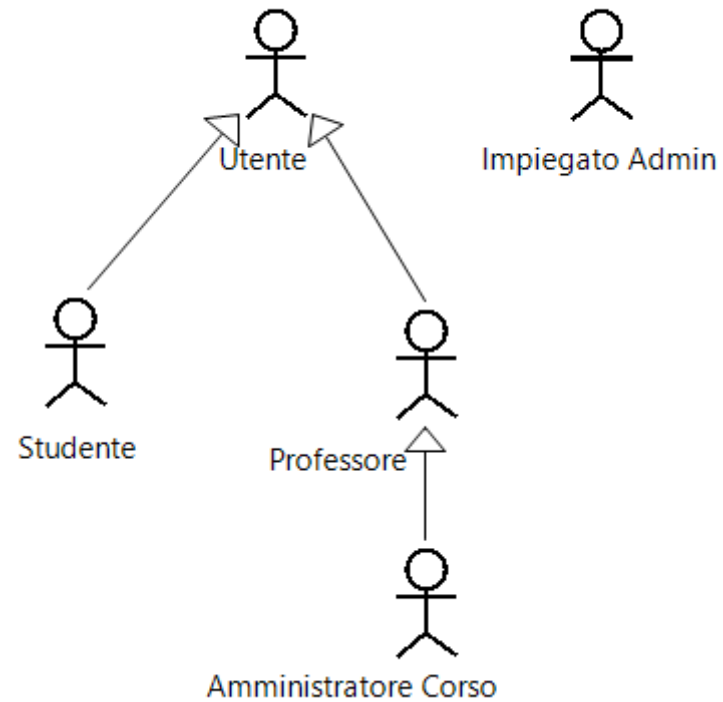 Utente
Impiegato Admin
Studente
Professore
Amministratore Corso